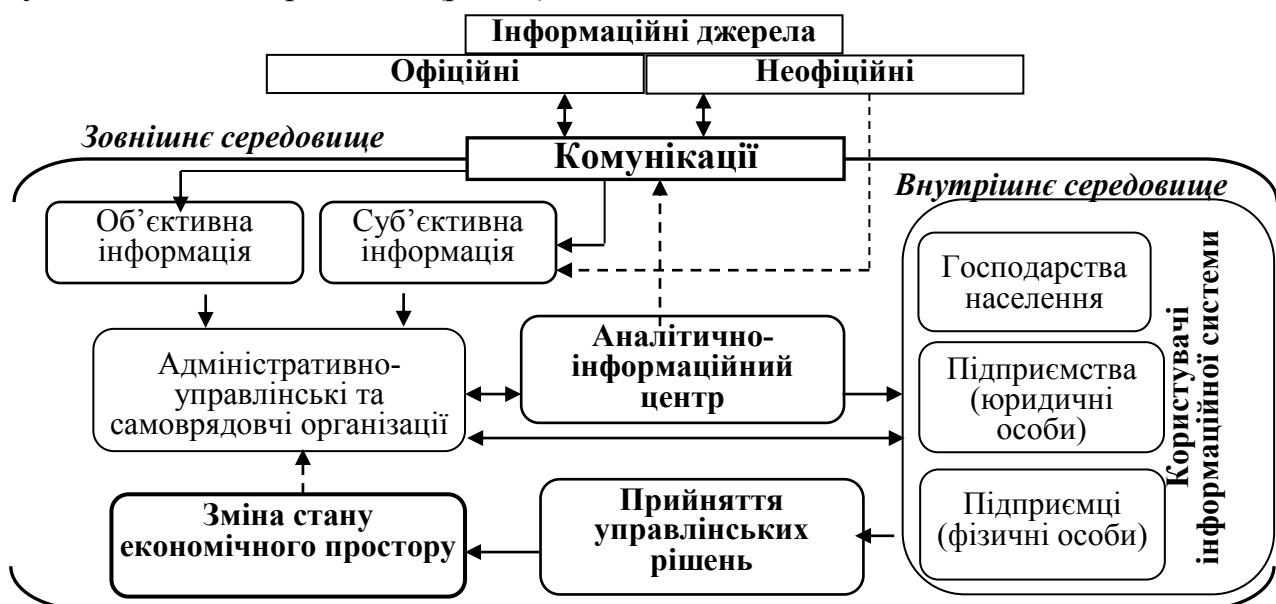 Інформаційні джерела
Офіційні
Неофіційні
Зовнішнє середовище
Комунікації
Внутрішнє середовище
Об’єктивна
інформація
Суб’єктивна
інформація
Господарства
населення
Аналітично-
інформаційний
центр
Адміністративно-
управлінські та
самоврядовчі організації
Підприємства
(юридичні
особи)
Користувачі
інформаційної системи
Зміна стану
економічного простору
Прийняття
управлінських
рішень
Підприємці
(фізичні особи)